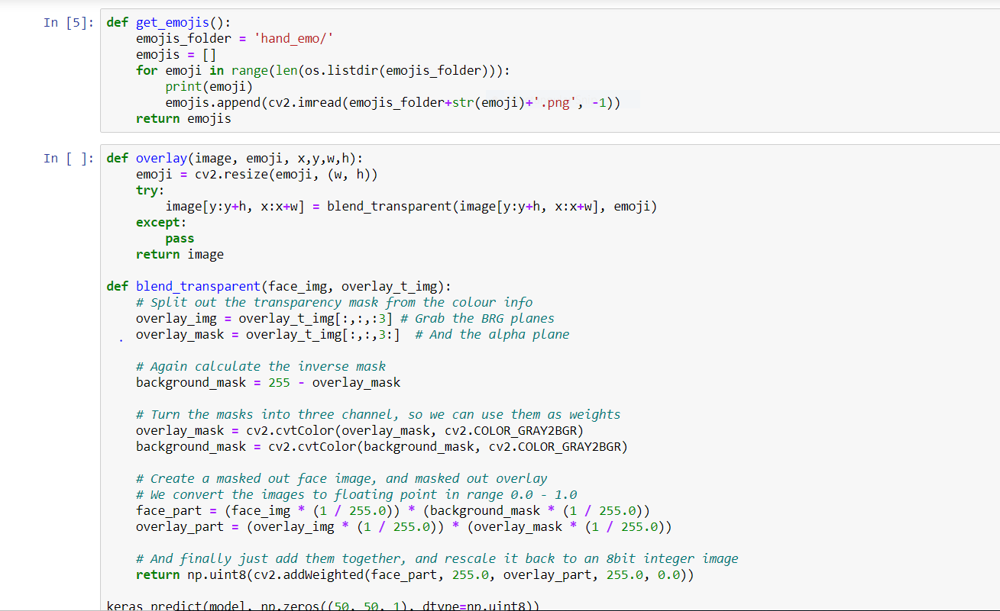 In [5]: def get_emojis():
    emojis_folder = 'hand_emo/'
    emojis = []
    for emoji in range(len(os.listdir(emojis_folder))):
        print(emoji)
        emojis.append(cv2.imread(emojis_folder+str(emoji)+'.png', -1))
    return emojis
In [ ]: def overlay(image, emoji, x,y,w,h):
    emoji = cv2.resize(emoji, (w, h))
    try:
        image[y:y+h, x:x+w] = blend_transparent(image[y:y+h, x:x+w], emoji)
    except:
        pass
    return image
def blend_transparent(face_img, overlay_t_img):
    # Split out the transparency mask from the colour info
    overlay_img = overlay_t_img[:,:,:3] # Grab the BRG planes
    overlay_mask = overlay_t_img[:,:,3:]  # And the alpha plane
    # Again calculate the inverse mask
    background_mask = 255 - overlay_mask
    # Turn the masks into three channel, so we can use them as weights
    overlay_mask = cv2.cvtColor(overlay_mask, cv2.COLOR_GRAY2BGR)
    background_mask = cv2.cvtColor(background_mask, cv2.COLOR_GRAY2BGR)
    # Create a masked out face image, and masked out overlay
    # We convert the images to floating point in range 0.0 - 1.0
    face_part = (face_img * (1 / 255.0)) * (background_mask * (1 / 255.0))
    overlay_part = (overlay_img * (1 / 255.0)) * (overlay_mask * (1 / 255.0))
    # And finally just add them together, and rescale it back to an 8bit integer image
    return np.uint8(cv2.addWeighted(face_part, 255.0, overlay_part, 255.0, 0.0))
keras_predict(model, np.zeros((50, 50, 1), dtype=np.uint8))